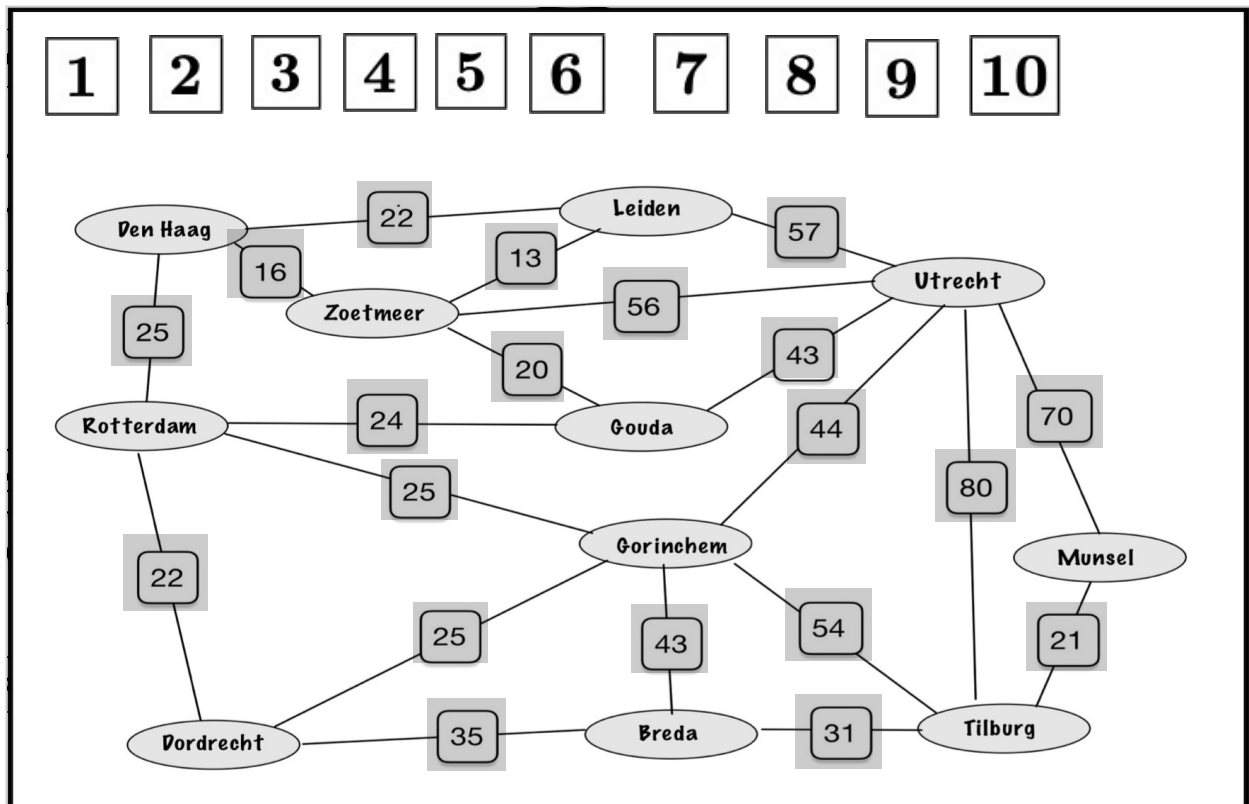 1 2 3 4 5 6 7 8 9 10
Den Haag 22 Leiden
16 13 57
Zoetmeer 56 Utrecht
25 20 43
Rotterdam 24 Gouda 44 70
25 80
Gorinchem Munsel
22 25 43 54 21
Dordrecht 35 Breda 31 Tilburg